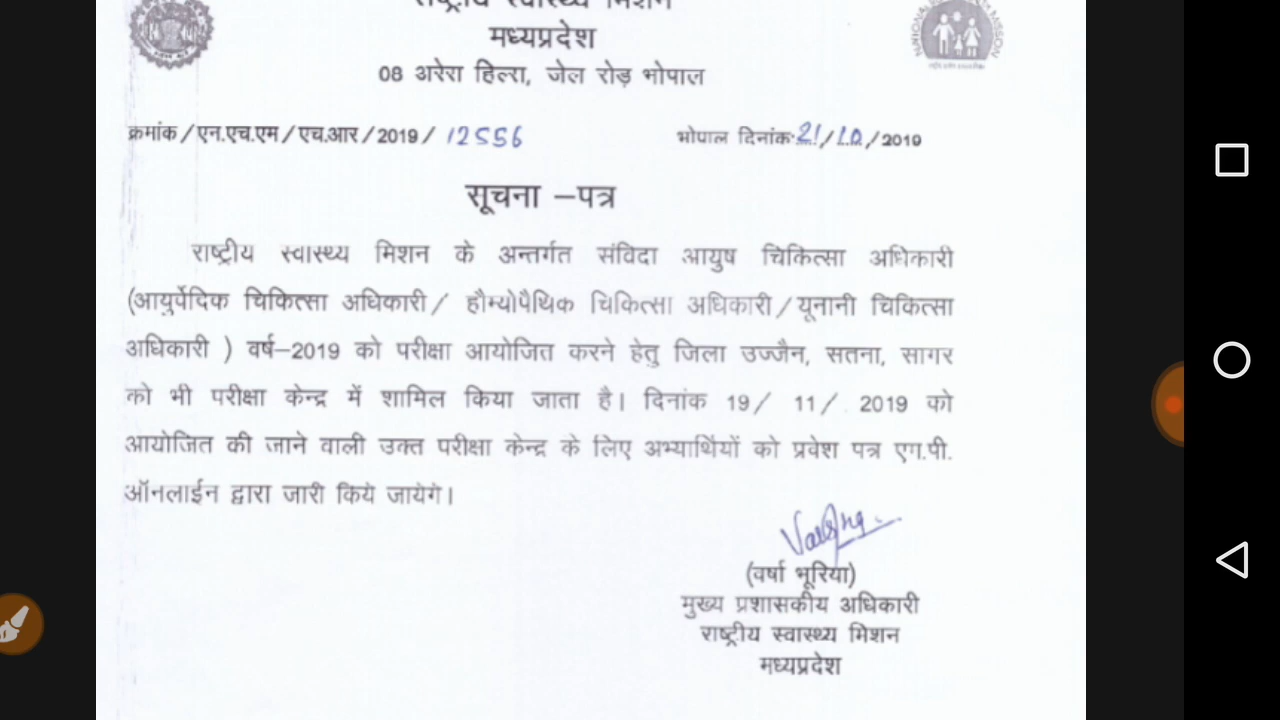 राष्ट्रीय स्वास्थ्य मिशन
मध्यप्रदेश
08 अरेरा हिल्स, जेल रोड़ भोपाल
क्रमांक/एन.एच.एम/एच.आर/2019/ 12556
भोपाल दिनांक 21/10/2019
सूचना –पत्र
राष्ट्रीय स्वास्थ्य मिशन के अन्तर्गत संविदा आयुष चिकित्सा अधिकारी
(आयुर्पेदिक चिकित्सा अधिकारी/ हौम्योपैथिक चिकित्सा अधिकारी/यूनानी चिकित्सा
अधिकारी ) वर्ष–2019 को परीक्षा आयोजित करने हेतु जिला उज्जैन, सतना, सागर
को भी परीक्षा केन्द्र में शामिल किया जाता है। दिनांक 19/ 11/ 2019 को
आयोजित की जाने वाली उक्त परीक्षा केन्द्र के लिए अभ्यार्थियों को प्रवेश पत्र एम.पी.
ऑनलाईन द्वारा जारी किये जायेगे।
(वर्षा भूरिया)
मुख्य प्रशासकीय अधिकारी
राष्ट्रीय स्वास्थ्य मिशन
मध्यप्रदेश